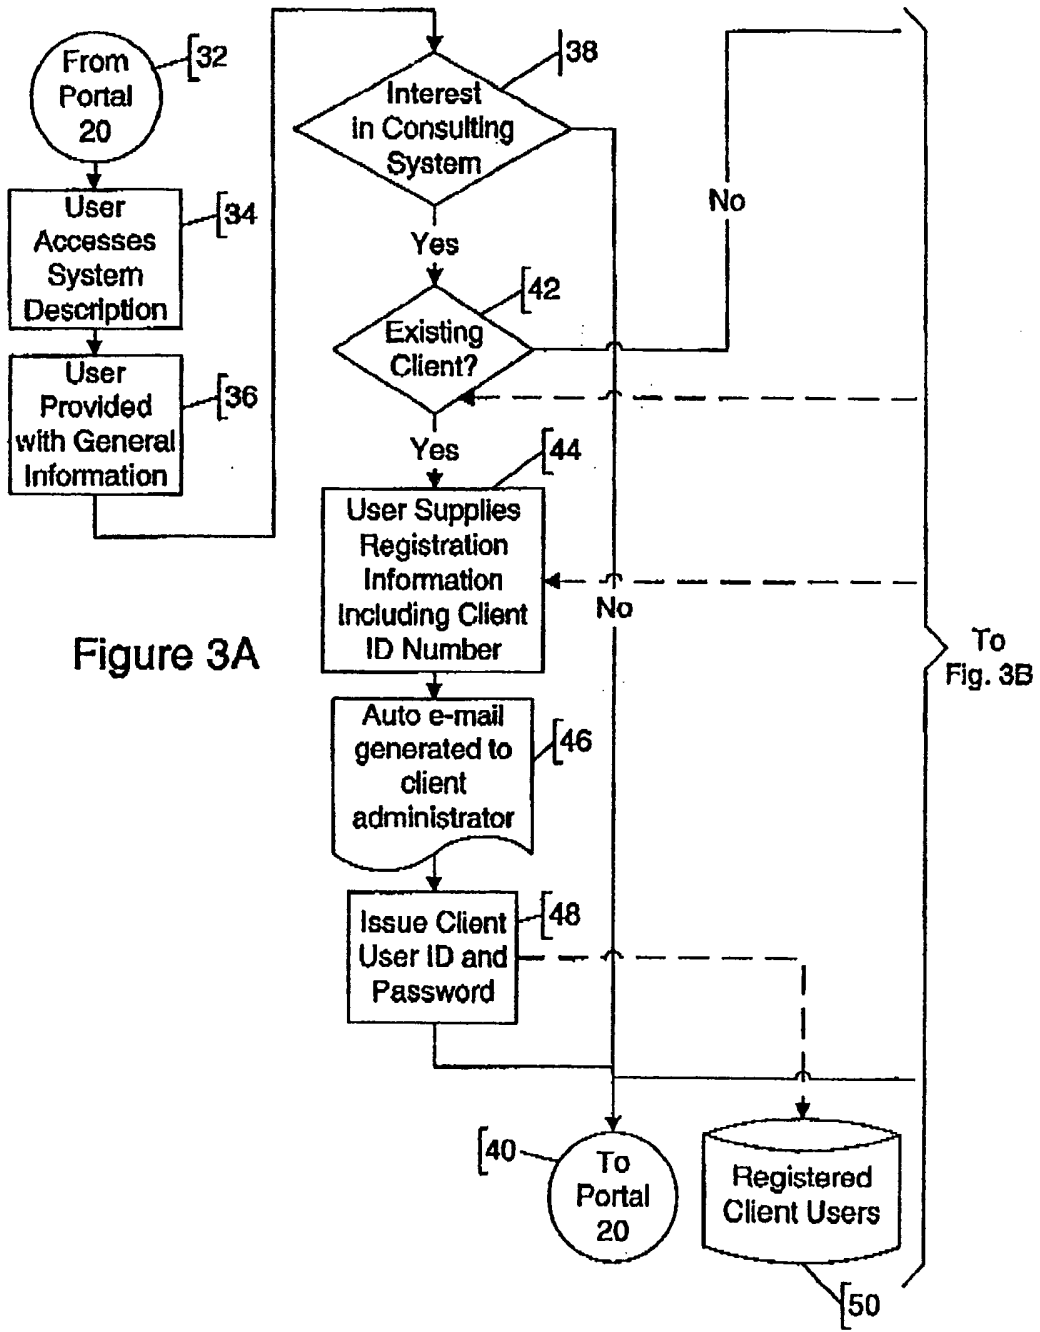 From
Portal
20
32
User
Accesses
System
Description
34
User
Provided
with General
Information
36
Interest
in Consulting
System
38
Yes
No
Existing
Client?
42
Yes
No
User Supplies
Registration
Information
Including Client
ID Number
44
Auto e-mail
generated to
client
administrator
46
Issue Client
User ID and
Password
48
To
Portal
20
40
Registered
Client Users
50
To
Fig. 3B
Figure 3A